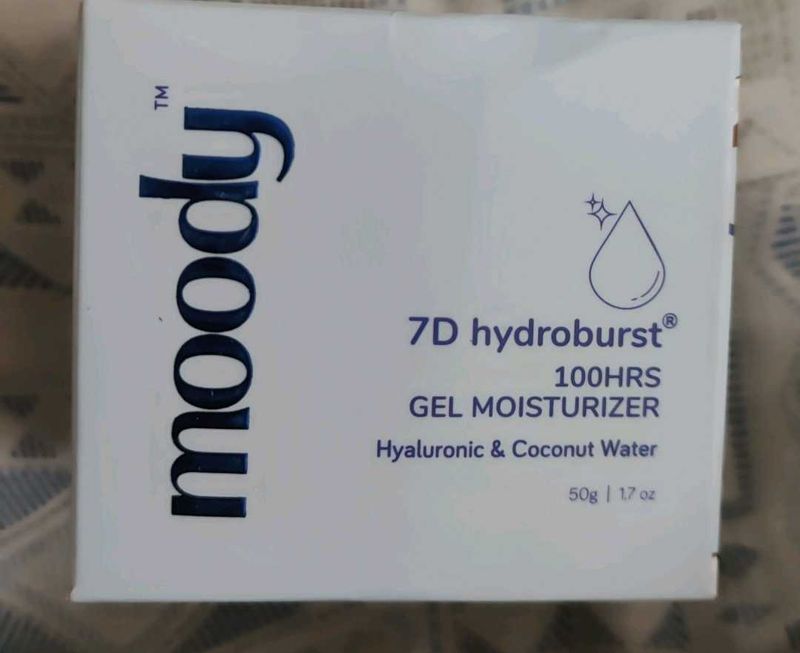 moody™
7D hydroburst®
100HRS
GEL MOISTURIZER
Hyaluronic & Coconut Water
50g | 1.7 oz